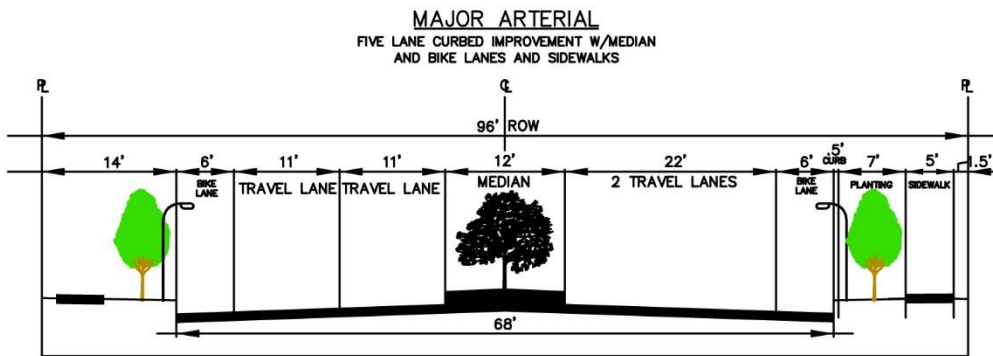 MAJOR ARTERIAL
FIVE LANE CURBED IMPROVEMENT W/MEDIAN
AND BIKE LANES AND SIDEWALKS
PL CL PL
96' ROW
14' 6' 11' 11' 12' 22' 6' .5' 7' 5' 1.5'
CURB
BIKE LANE
TRAVEL LANE
TRAVEL LANE
MEDIAN
2 TRAVEL LANES
BIKE LANE
PLANTING
SIDEWALK
68'